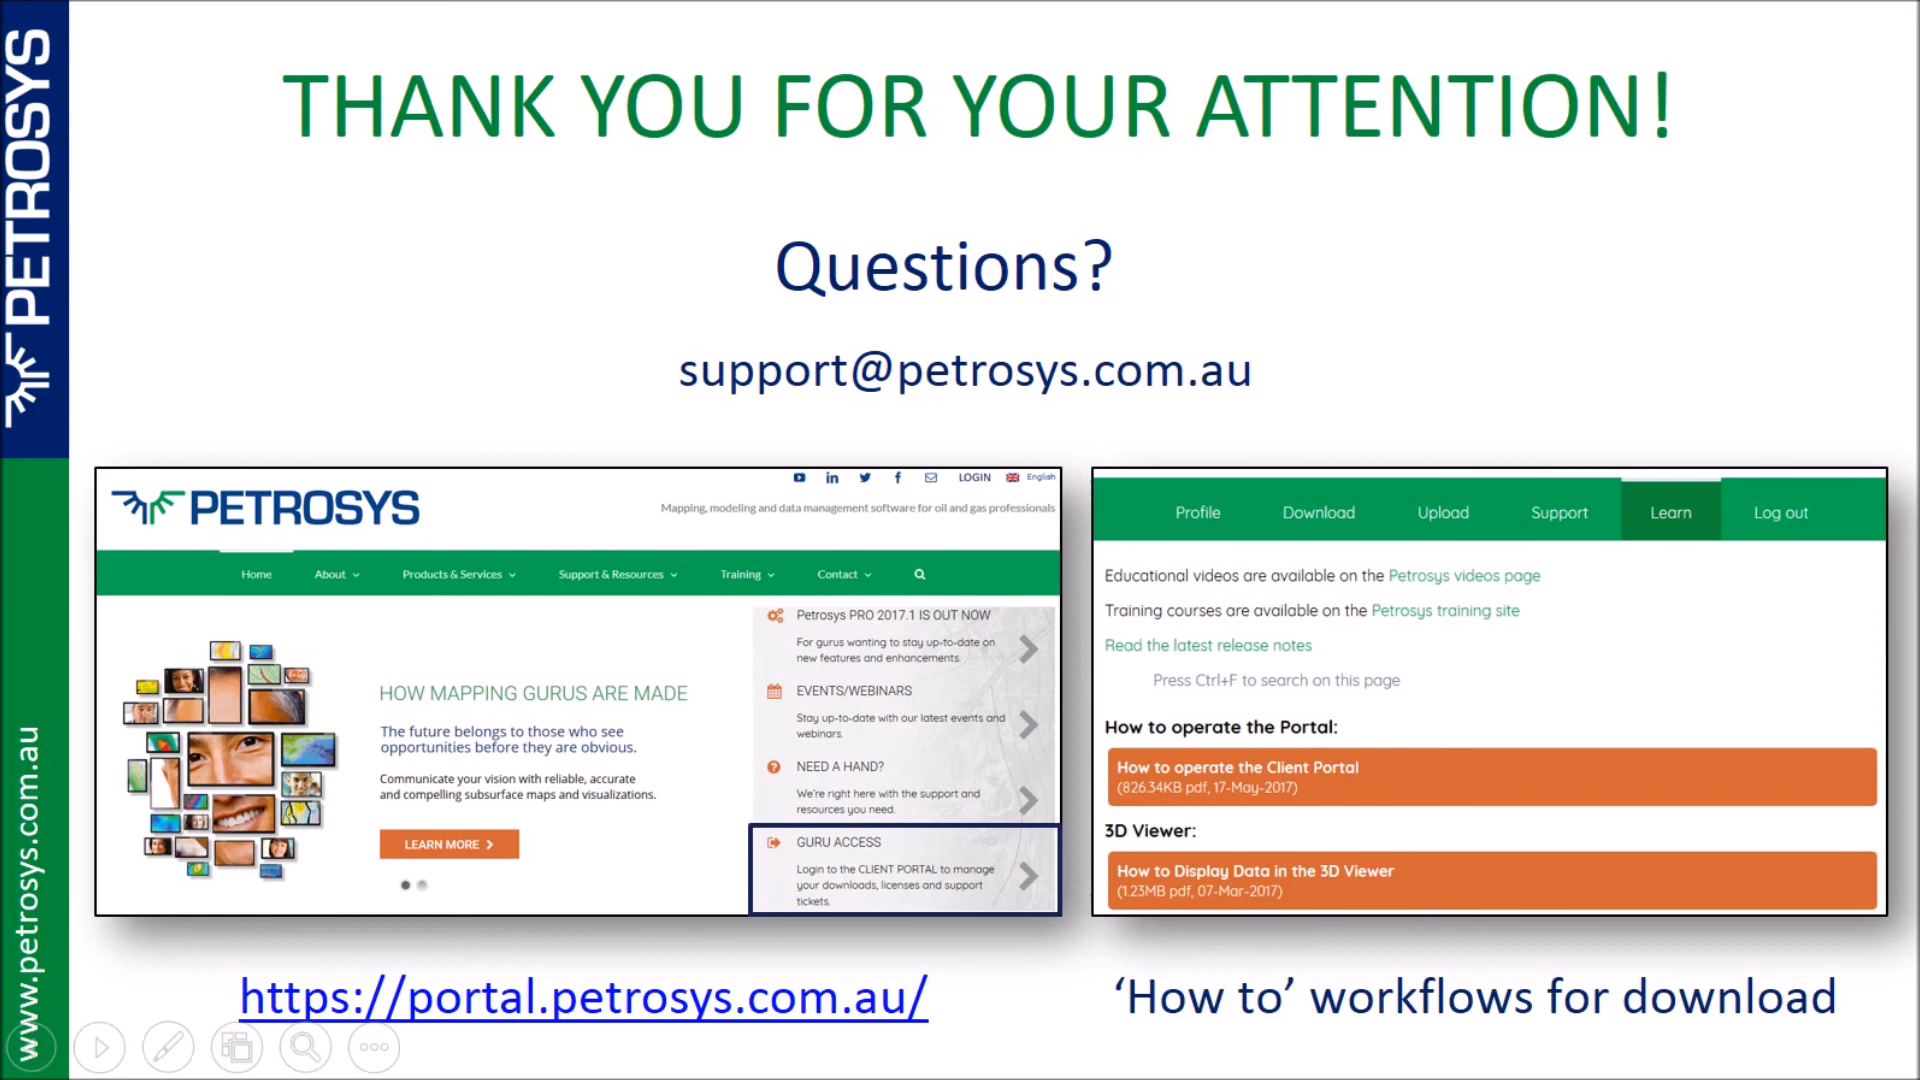 PETROSYS
www.petrosys.com.au
THANK YOU FOR YOUR ATTENTION!
Questions?
support@petrosys.com.au
LOGIN English
PETROSYS
Mapping, modeling and data management software for oil and gas professionals
Home About Products & Services Support & Resources Training Contact
HOW MAPPING GURUS ARE MADE
The future belongs to those who see
opportunities before they are obvious.
Communicate your vision with reliable, accurate
and compelling subsurface maps and visualizations.
LEARN MORE
Petrosys PRO 2017.1 IS OUT NOW
For gurus wanting to stay up-to-date on
new features and enhancements.
EVENTS/WEBINARS
Stay up-to-date with our latest events and
webinars.
NEED A HAND?
We're right here with the support and
resources you need.
GURU ACCESS
Login to the CLIENT PORTAL to manage
your downloads, licenses and support
tickets.
Profile Download Upload Support Learn Log out
Educational videos are available on the Petrosys videos page
Training courses are available on the Petrosys training site
Read the latest release notes
Press Ctrl+F to search on this page
How to operate the Portal:
How to operate the Client Portal
(826.34KB pdf, 17-May-2017)
3D Viewer:
How to Display Data in the 3D Viewer
(1.23MB pdf, 07-Mar-2017)
https://portal.petrosys.com.au/
‘How to’ workflows for download